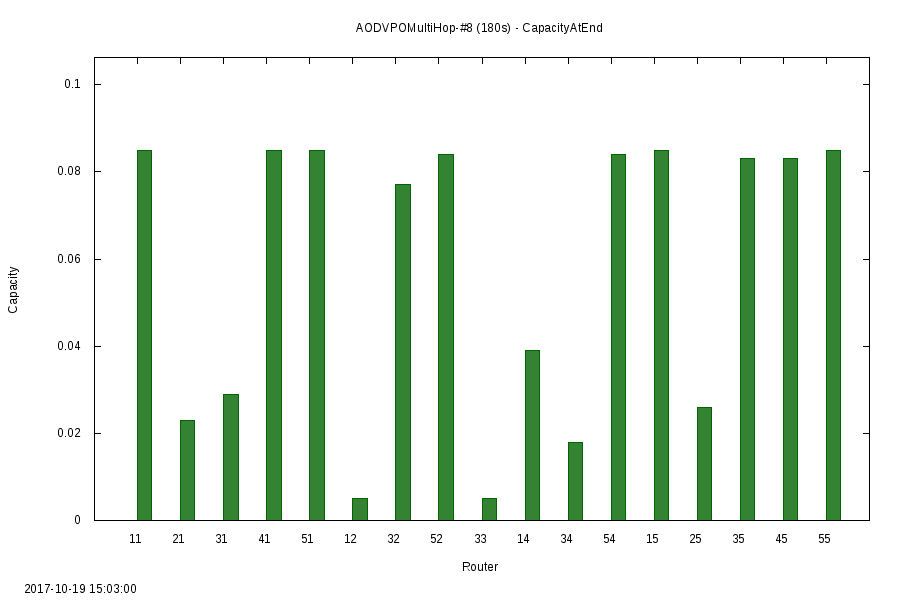 AODVPOMultiHop-#8 (180s) - CapacityAtEnd
0.1
0.08
0.06
0.04
0.02
0
Capacity
11 21 31 41 51 12 32 52 33 14 34 54 15 25 35 45 55
Router
2017-10-19 15:03:00